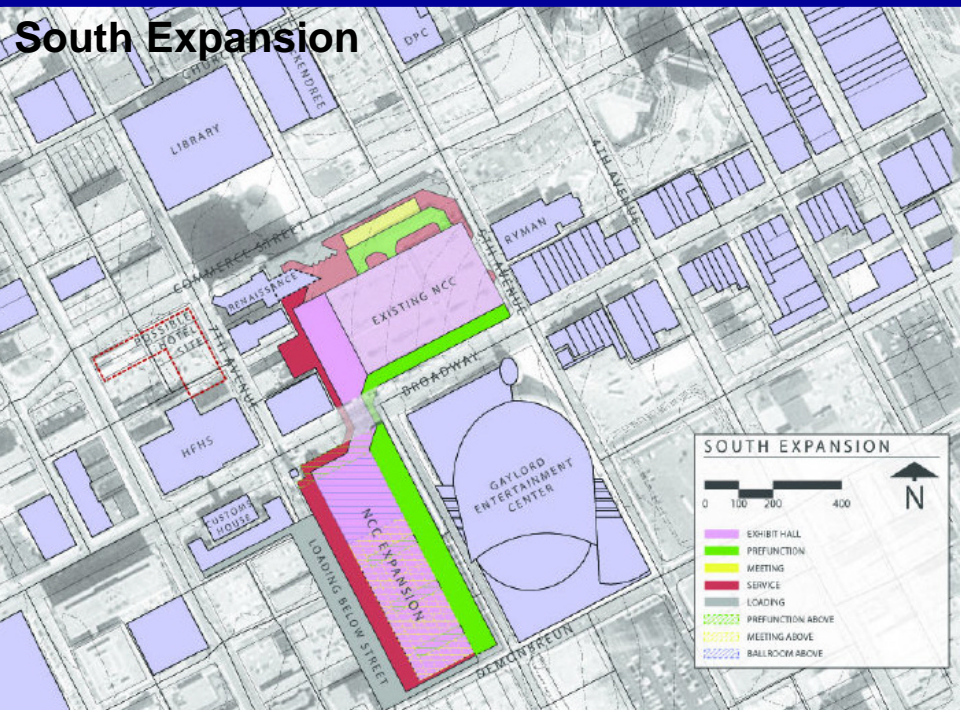 South Expansion
DPC
CHURCH
KENDREE
LIBRARY
4TH AVENUE
RYMAN
5TH AVENUE
COMMERCE STREET
RENAISSANCE
EXISTING NCC
POSSIBLE
HOTEL
SITE
7TH AVENUE
BROADWAY
HFHS
GAYLORD
ENTERTAINMENT
CENTER
CUSTOMS
HOUSE
NCC EXPANSION
LOADING BELOW STREET
DEMONBREUN
SOUTH EXPANSION
0 100 200 400
N
EXHIBIT HALL
PREFUNCTION
MEETING
SERVICE
LOADING
PREFUNCTION ABOVE
MEETING ABOVE
BALLROOM ABOVE